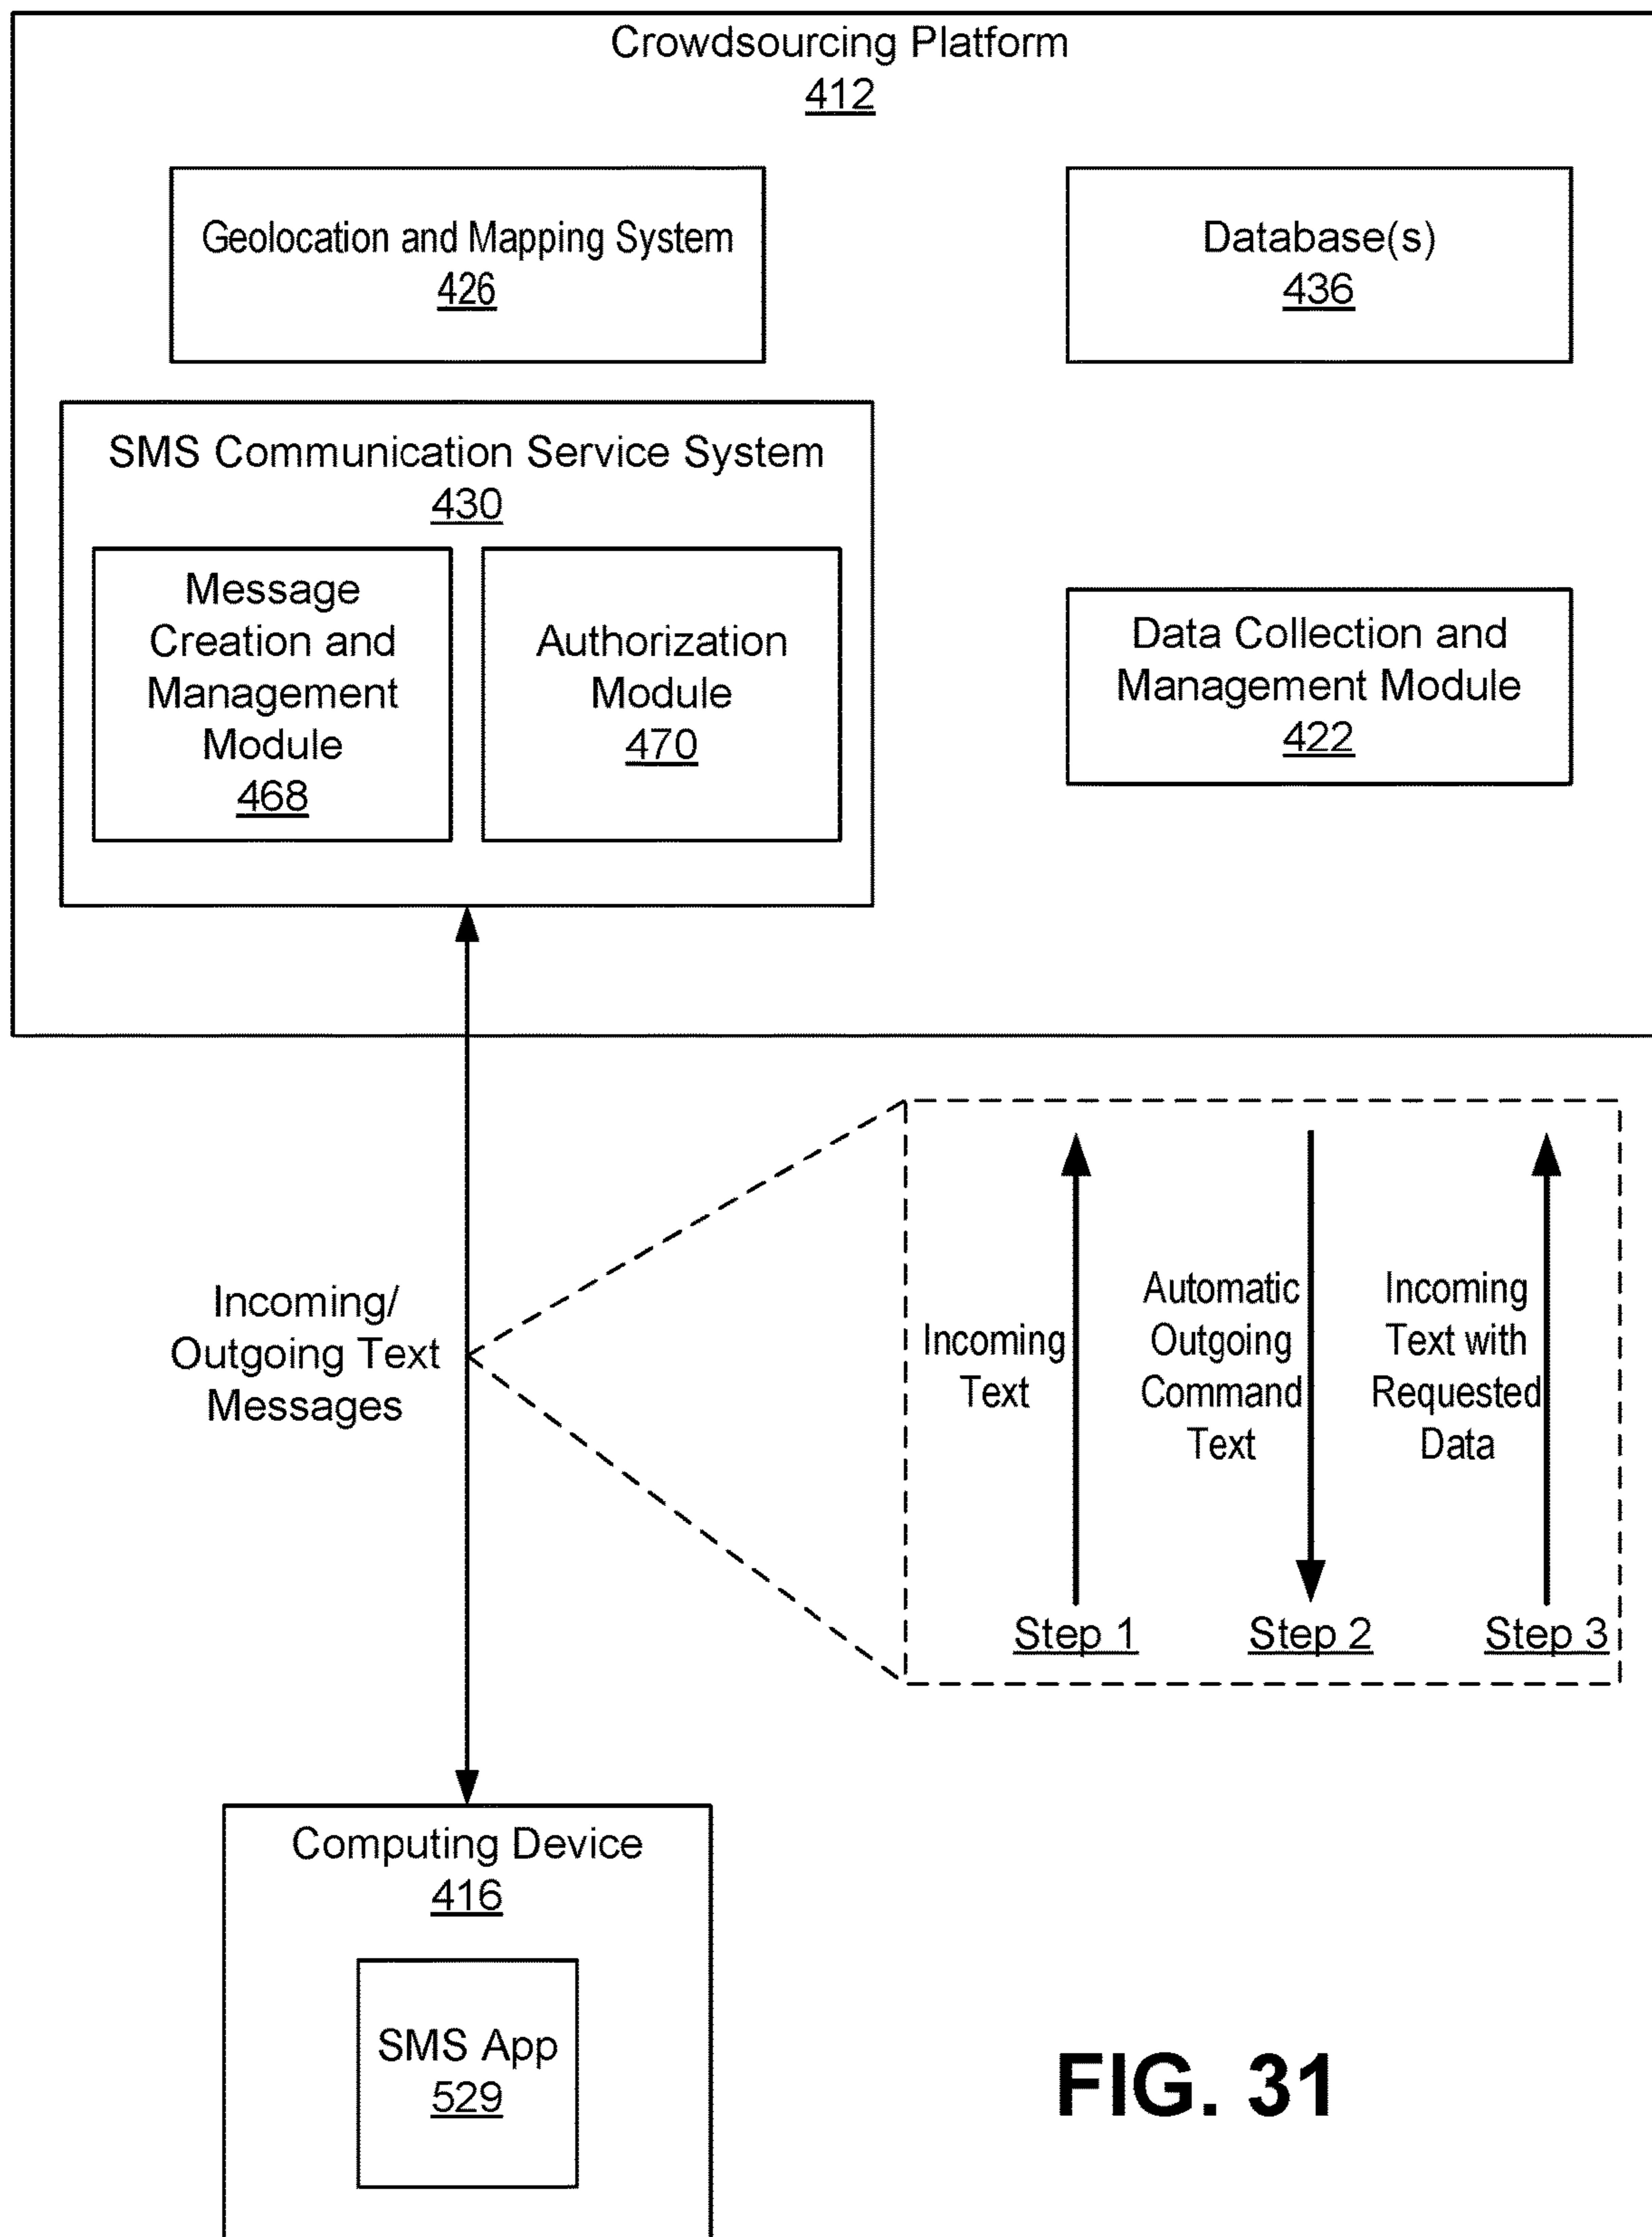 Crowdsourcing Platform
412
Geolocation and Mapping System
426
Database(s)
436
SMS Communication Service System
430
Message
Creation and
Management
Module
468
Authorization
Module
470
Data Collection and
Management Module
422
Incoming/
Outgoing Text
Messages
Incoming
Text
Automatic
Outgoing
Command
Text
Incoming
Text with
Requested
Data
Step 1
Step 2
Step 3
Computing Device
416
SMS App
529
FIG. 31